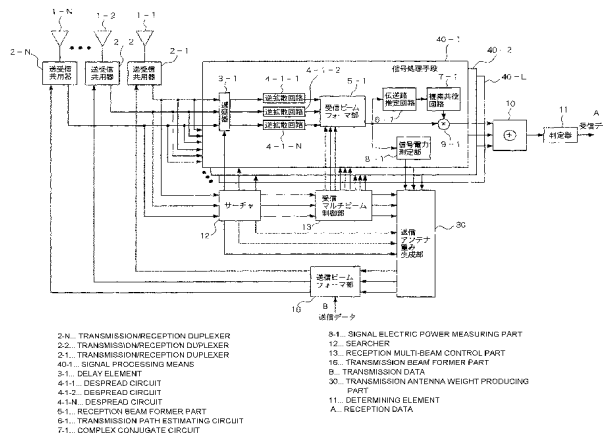 1-N
1-2
1-1
2-N
送受信共用器
2-2
送受信共用器
2-1
送受信共用器
40-1
40-2
40-L
信号処理手段
3-1
遅延器
4-1-1
4-1-2
逆拡散回路
逆拡散回路
逆拡散回路
4-1-N
5-1
受信ビームフォーマ部
伝送路推定回路
6-1
7-1
複素共役回路
9-1
8-1
信号電力測定部
10
11
判定器
A
受信デ
サーチャ
12
受信マルチビーム制御部
13
送信アンテナ重み生成部
30
送信ビームフォーマ部
16
B
送信データ
2-N... TRANSMISSION/RECEPTION DUPLEXER
2-2... TRANSMISSION/RECEPTION DUPLEXER
2-1... TRANSMISSION/RECEPTION DUPLEXER
40-1... SIGNAL PROCESSING MEANS
3-1... DELAY ELEMENT
4-1-1... DESPREAD CIRCUIT
4-1-2... DESPREAD CIRCUIT
4-1-N... DESPREAD CIRCUIT
5-1... RECEPTION BEAM FORMER PART
6-1... TRANSMISSION PATH ESTIMATING CIRCUIT
7-1... COMPLEX CONJUGATE CIRCUIT
8-1... SIGNAL ELECTRIC POWER MEASURING PART
12... SEARCHER
13... RECEPTION MULTI-BEAM CONTROL PART
16... TRANSMISSION BEAM FORMER PART
B... TRANSMISSION DATA
30... TRANSMISSION ANTENNA WEIGHT PRODUCING
PART
11... DETERMINING ELEMENT
A... RECEPTION DATA